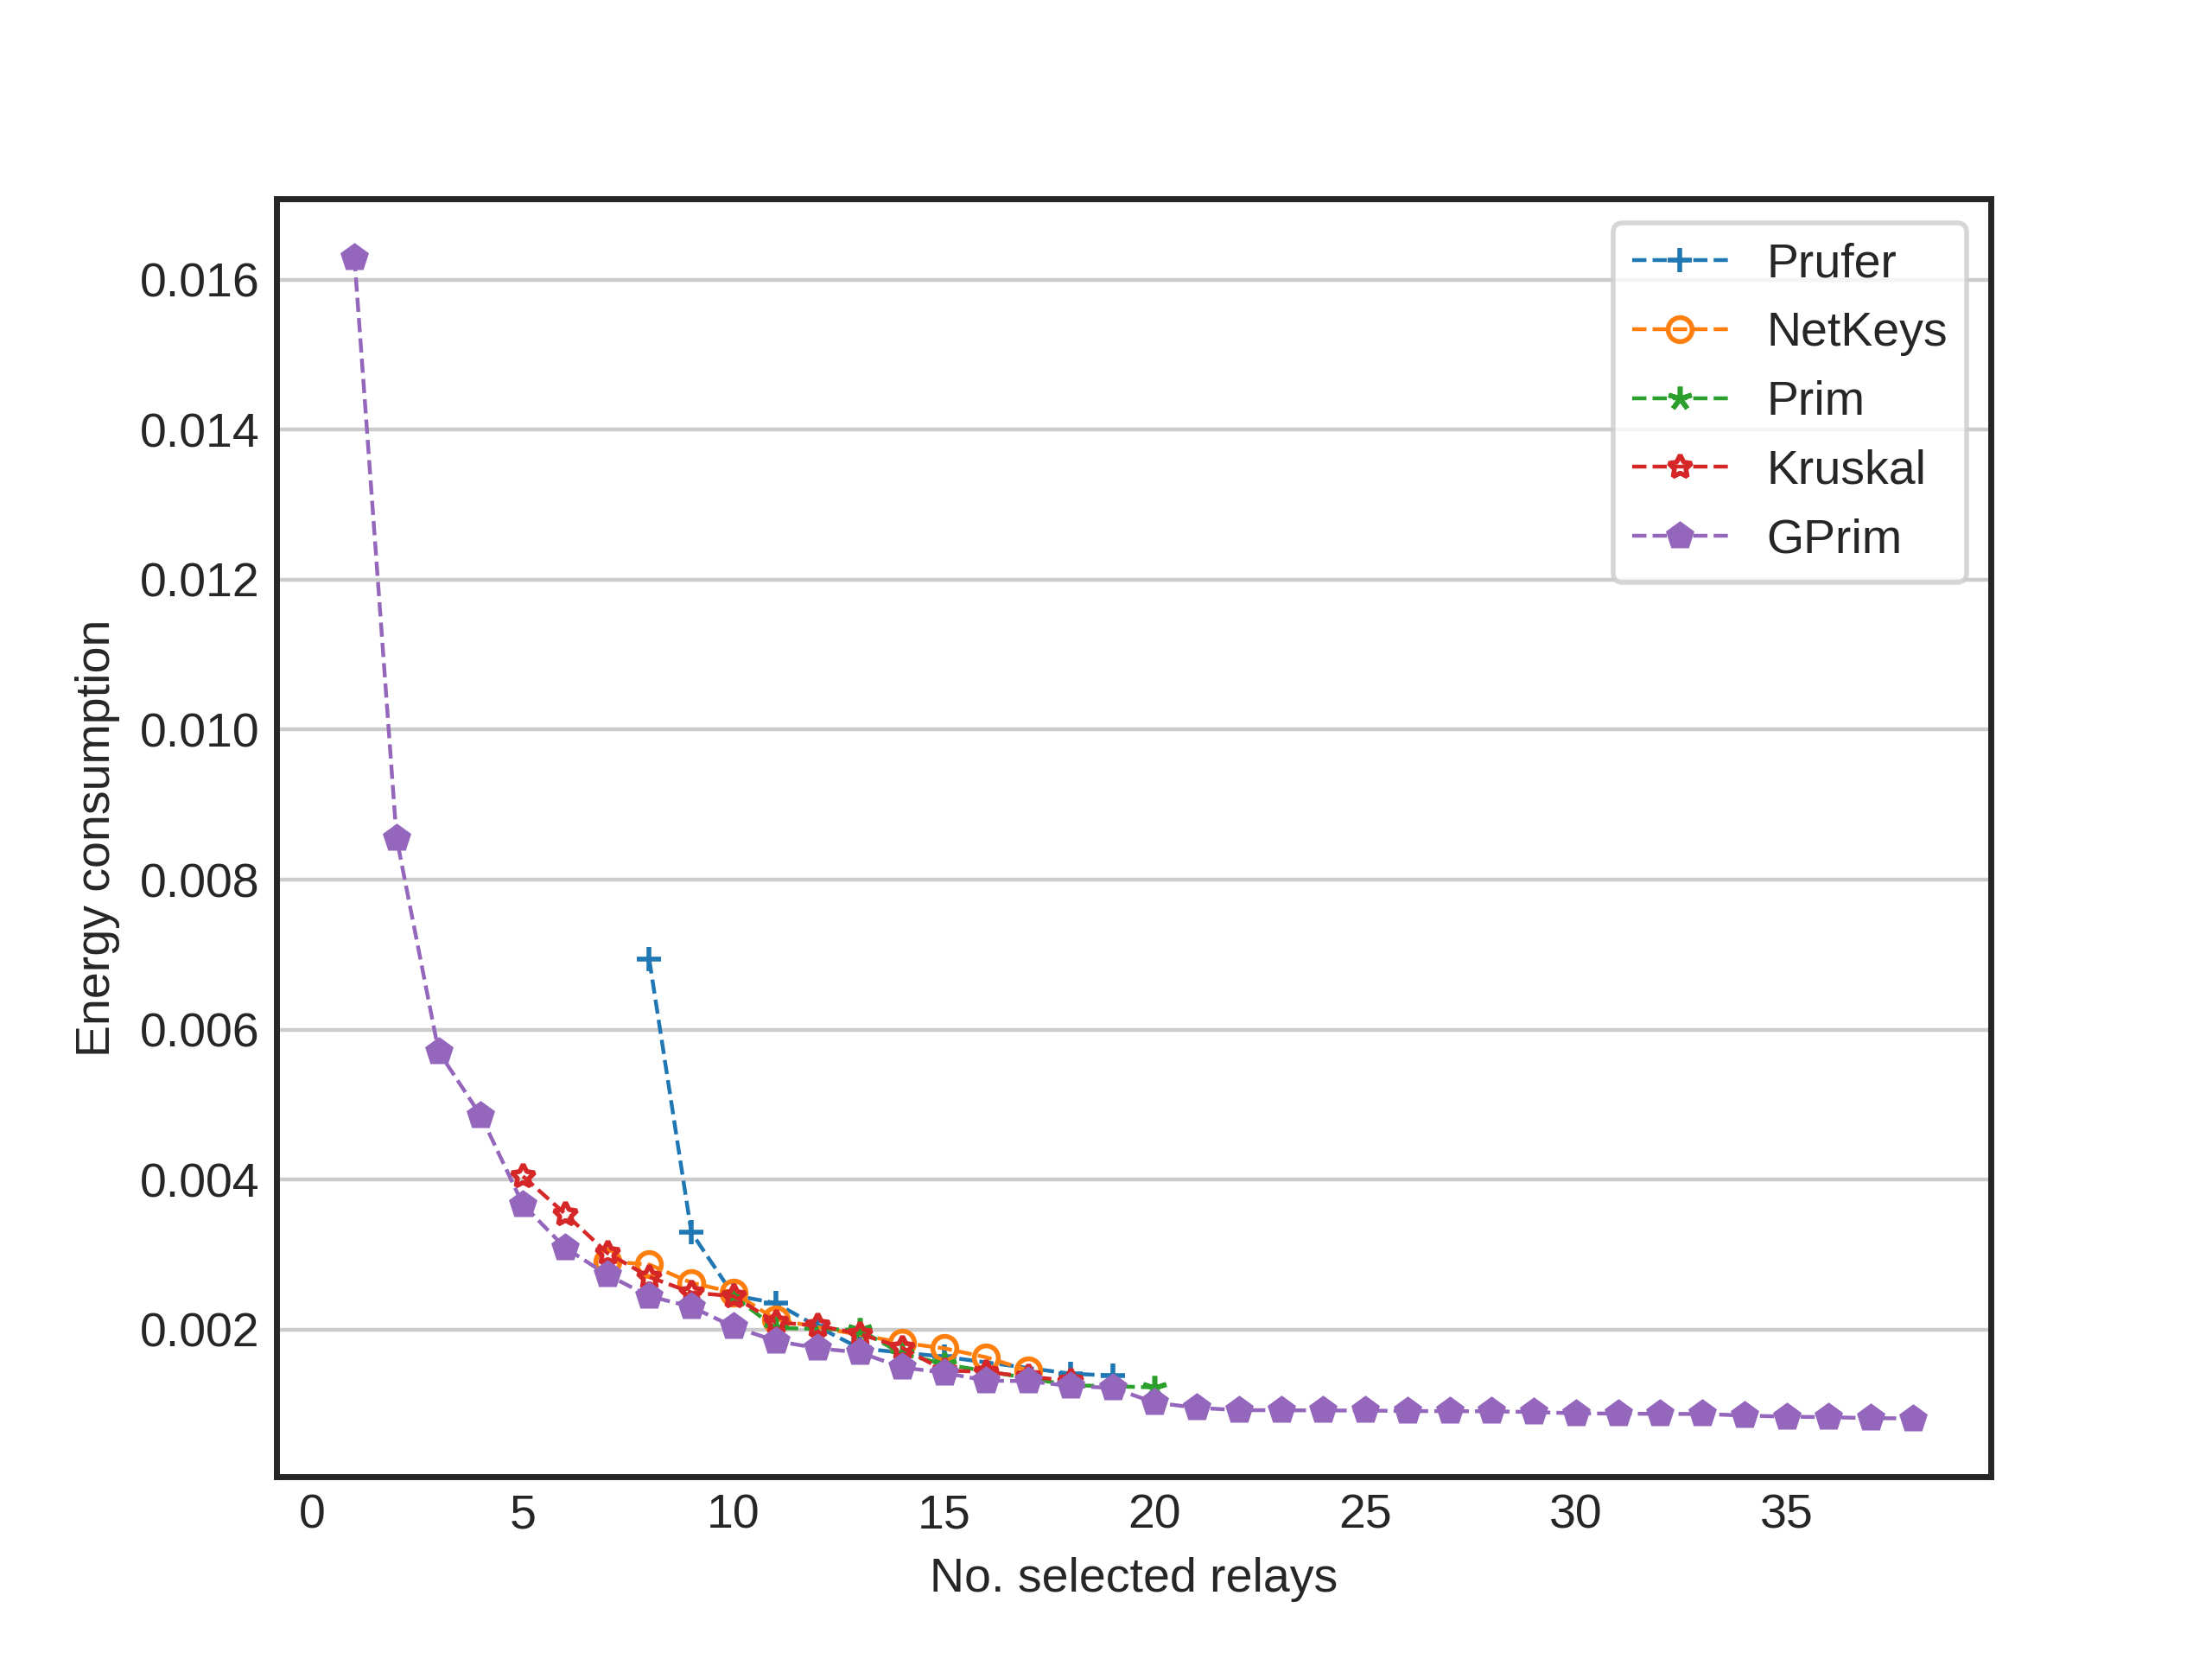 Prufer
NetKeys
Prim
Kruskal
GPrim
Energy consumption
0.016
0.014
0.012
0.010
0.008
0.006
0.004
0.002
0 5 10 15 20 25 30 35
No. selected relays